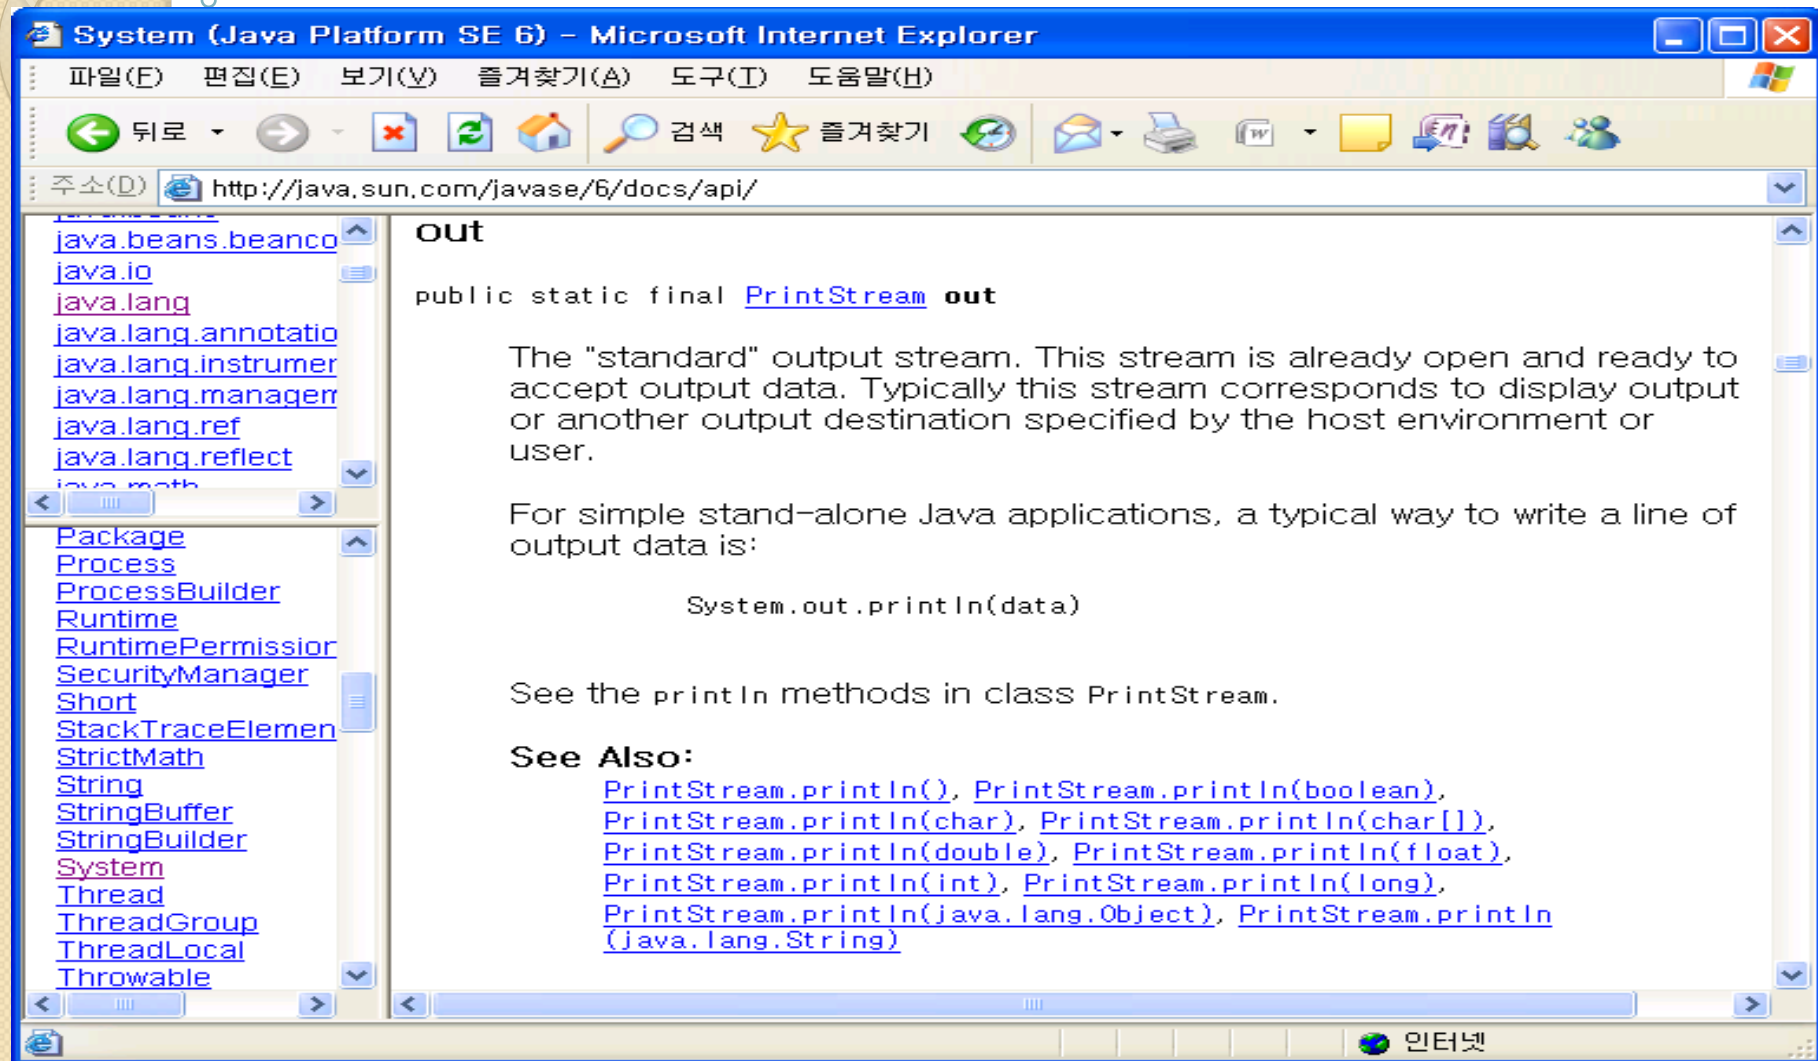 System (Java Platform SE 6) - Microsoft Internet Explorer
파일(F) 편집(E) 보기(V) 즐겨찾기(A) 도구(T) 도움말(H)
뒤로 검색 즐겨찾기
주소(D) http://java.sun.com/javase/6/docs/api/
java.beans.beanco
java.io
java.lang
java.lang.annotatio
java.lang.instrumer
java.lang.managem
java.lang.ref
java.lang.reflect
java.math
Package
Process
ProcessBuilder
Runtime
RuntimePermission
SecurityManager
Short
StackTraceElemen
StrictMath
String
StringBuffer
StringBuilder
System
Thread
ThreadGroup
ThreadLocal
Throwable
out
public static final PrintStream out
The "standard" output stream. This stream is already open and ready to
accept output data. Typically this stream corresponds to display output
or another output destination specified by the host environment or
user.
For simple stand-alone Java applications, a typical way to write a line of
output data is:
System.out.println(data)
See the println methods in class PrintStream.
See Also:
PrintStream.println(), PrintStream.println(boolean),
PrintStream.println(char), PrintStream.println(char[]),
PrintStream.println(double), PrintStream.println(float),
PrintStream.println(int), PrintStream.println(long),
PrintStream.println(java.lang.Object), PrintStream.println
(java.lang.String)
인터넷